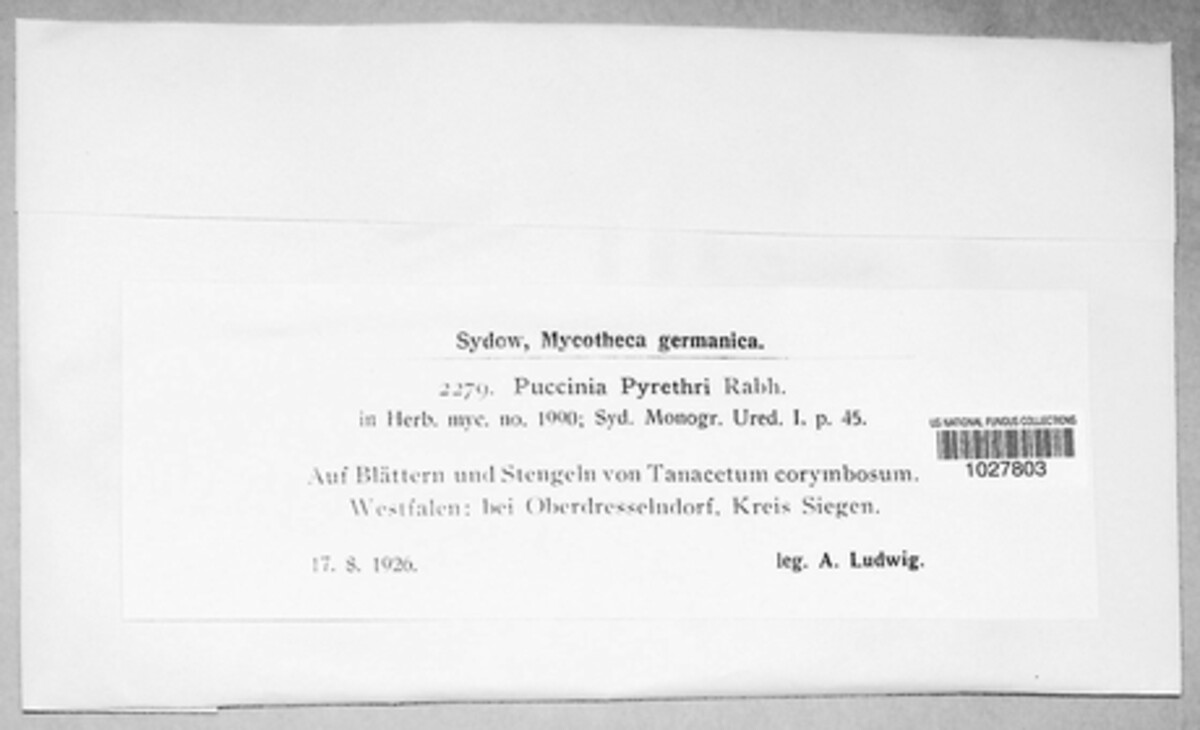 Sydow, Mycotheca germanica.
2279. Puccinia Pyrethri Rabh.
in Herb. myc. no. 1990; Syd. Monogr. Ured. I. p. 45.
US NATIONAL FUNGUS COLLECTIONS
1027803
Auf Blättern und Stengeln von Tanacetum corymbosum.
Westfalen: bei Oberdresselndorf, Kreis Siegen.
17. 8. 1926.
leg. A. Ludwig.